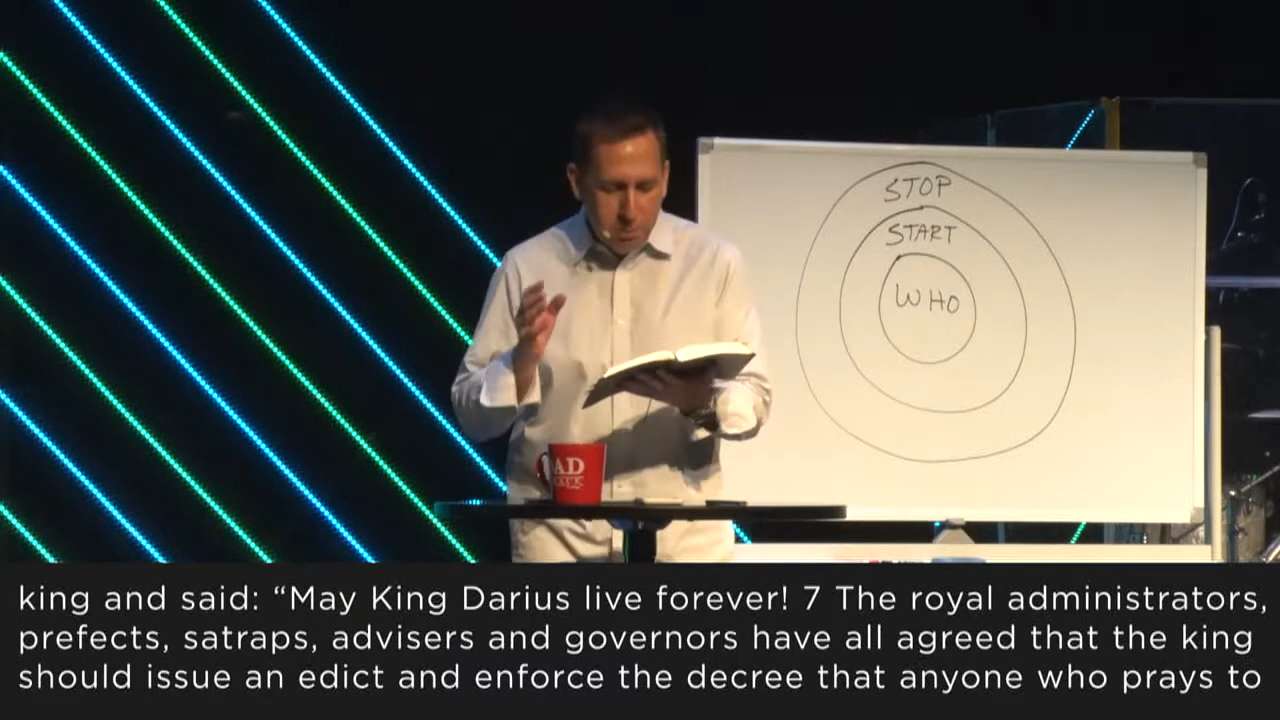 STOP
START
WHO
AD
king and said: “May King Darius live forever! 7 The royal administrators,
prefects, satraps, advisers and governors have all agreed that the king
should issue an edict and enforce the decree that anyone who prays to